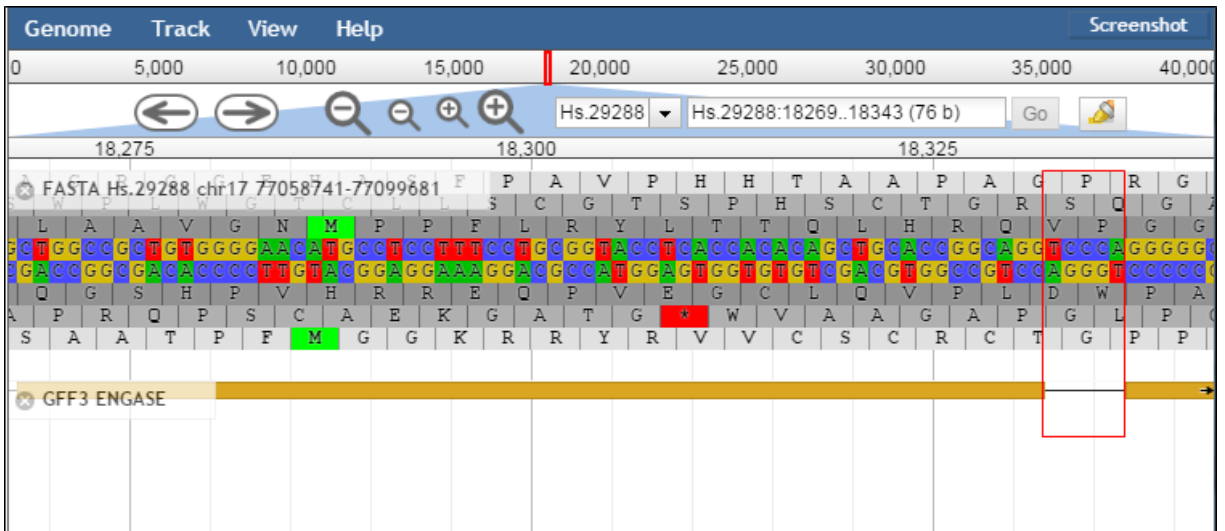 Genome Track View Help Screenshot
0 5,000 10,000 15,000 20,000 25,000 30,000 35,000 40,000
Hs.29288 Hs.29288:18269..18343 (76 b) Go
18,275 18,300 18,325
FASTA Hs.29288 chr17 77058741-77099681
F P A V P H H T A A P A G P R G
S W P L W G T C L L S C G T S P H S C T G R S Q G
L A A V G N M P P F L R Y L T T Q L H R Q V P G G
GCTGGCCGCTGTGGGGAACATGCCTCCTTTCCTGCGGTACCTCACCACACAGCTGCACCGGCAGGTCCCAGGGGGC
CGACCGGCGACACCCCTTGTACGGAGGAAAGGACGCCATGGAGTGGTGTGTCGACGTGGCCGTCCAGGGTCCCCCG
Q G S H P V H R R E Q P V E G C L Q V P L D W P A
A P R Q P S C A E K G A T G * W V A A G A P G L P
S A A T P F M G G K R R Y R V V C S C R C T G P P
GFF3 ENGASE